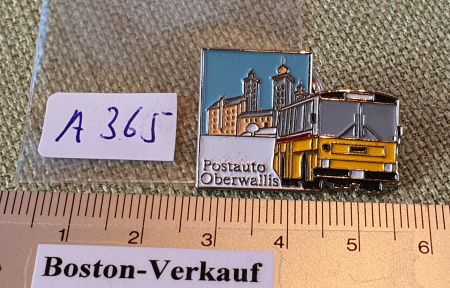 A 365
Postauto
Oberwallis
1 2 3 4 5 6
Boston-Verkauf